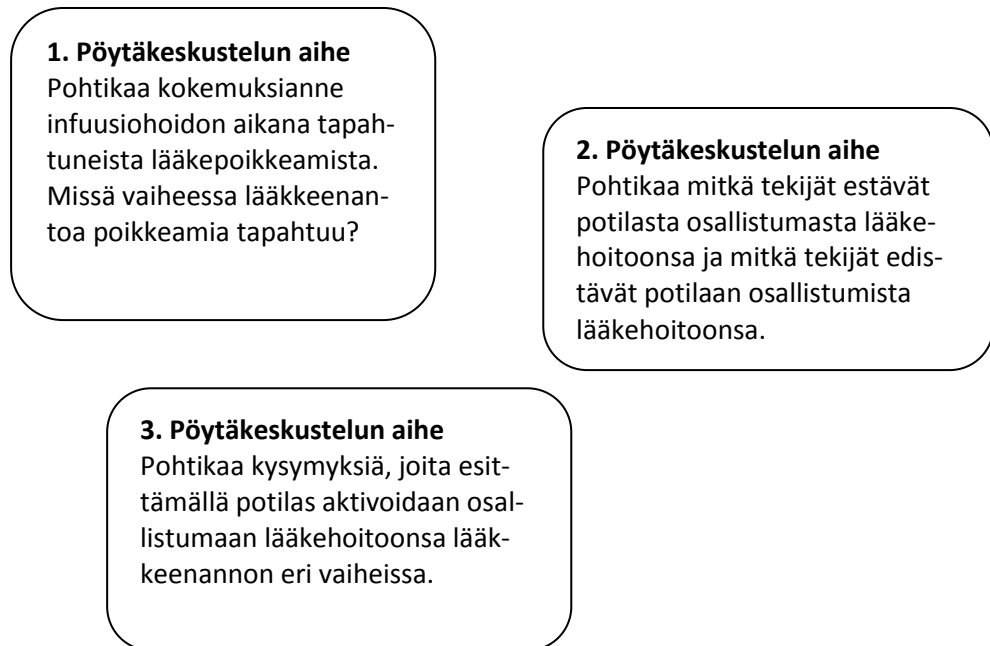 1. Pöytäkeskustelun aihe
Pohtikaa kokemuksianne
infuusiohoidon aikana tapah-
tuneista lääkepoikkeamista.
Missä vaiheessa lääkkeenan-
toa poikkeamia tapahtuu?
2. Pöytäkeskustelun aihe
Pohtikaa mitkä tekijät estävät
potilasta osallistumasta lääke-
hoitoonsa ja mitkä tekijät edis-
tävät potilaan osallistumista
lääkehoitoonsa.
3. Pöytäkeskustelun aihe
Pohtikaa kysymyksiä, joita esit-
tämällä potilas aktivoidaan osal-
listumaan lääkehoitoonsa lääk-
keenannon eri vaiheissa.